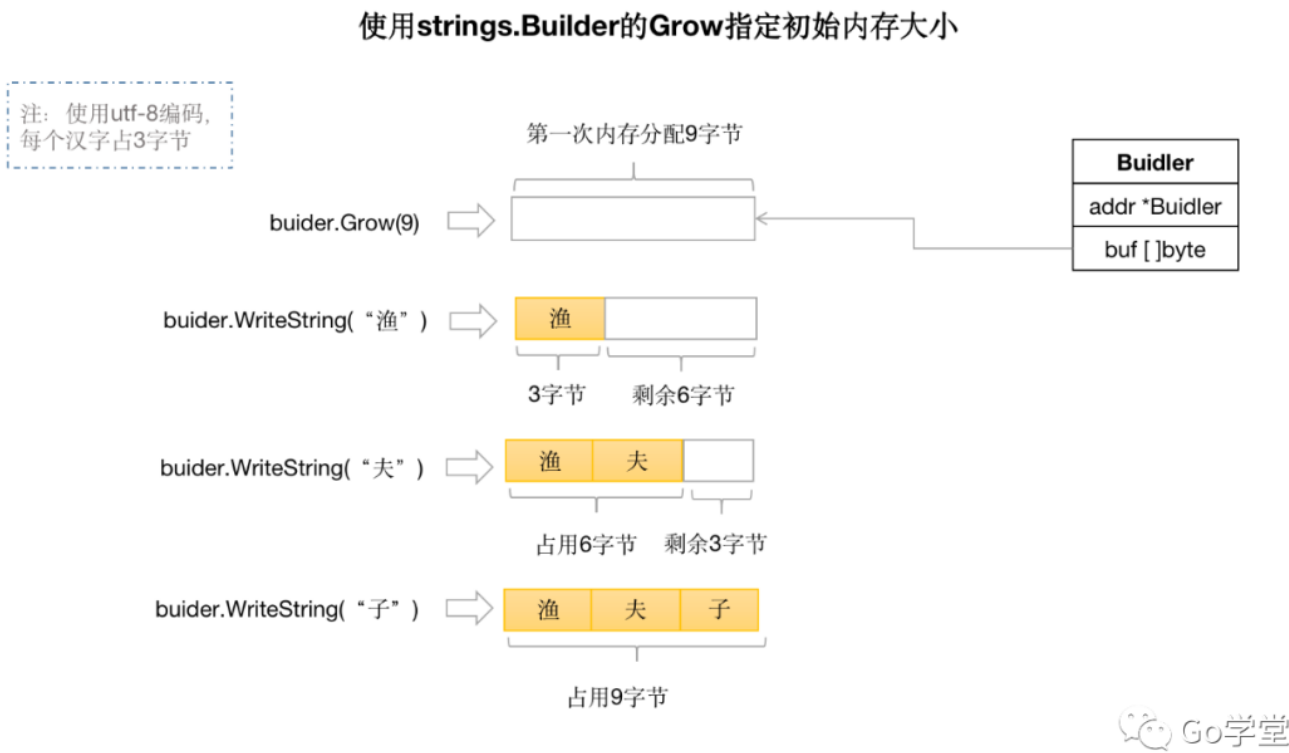 使用strings.Builder的Grow指定初始内存大小
注： 使用utf-8编码，
每个汉字占3字节
第一次内存分配9字节
buider.Grow(9)
Buidler
addr *Buidler
buf [ ]byte
buider.WriteString(“渔”)
渔
3字节
剩余6字节
buider.WriteString(“夫”)
渔 夫
占用6字节
剩余3字节
buider.WriteString(“子”)
渔 夫 子
占用9字节
Go学堂